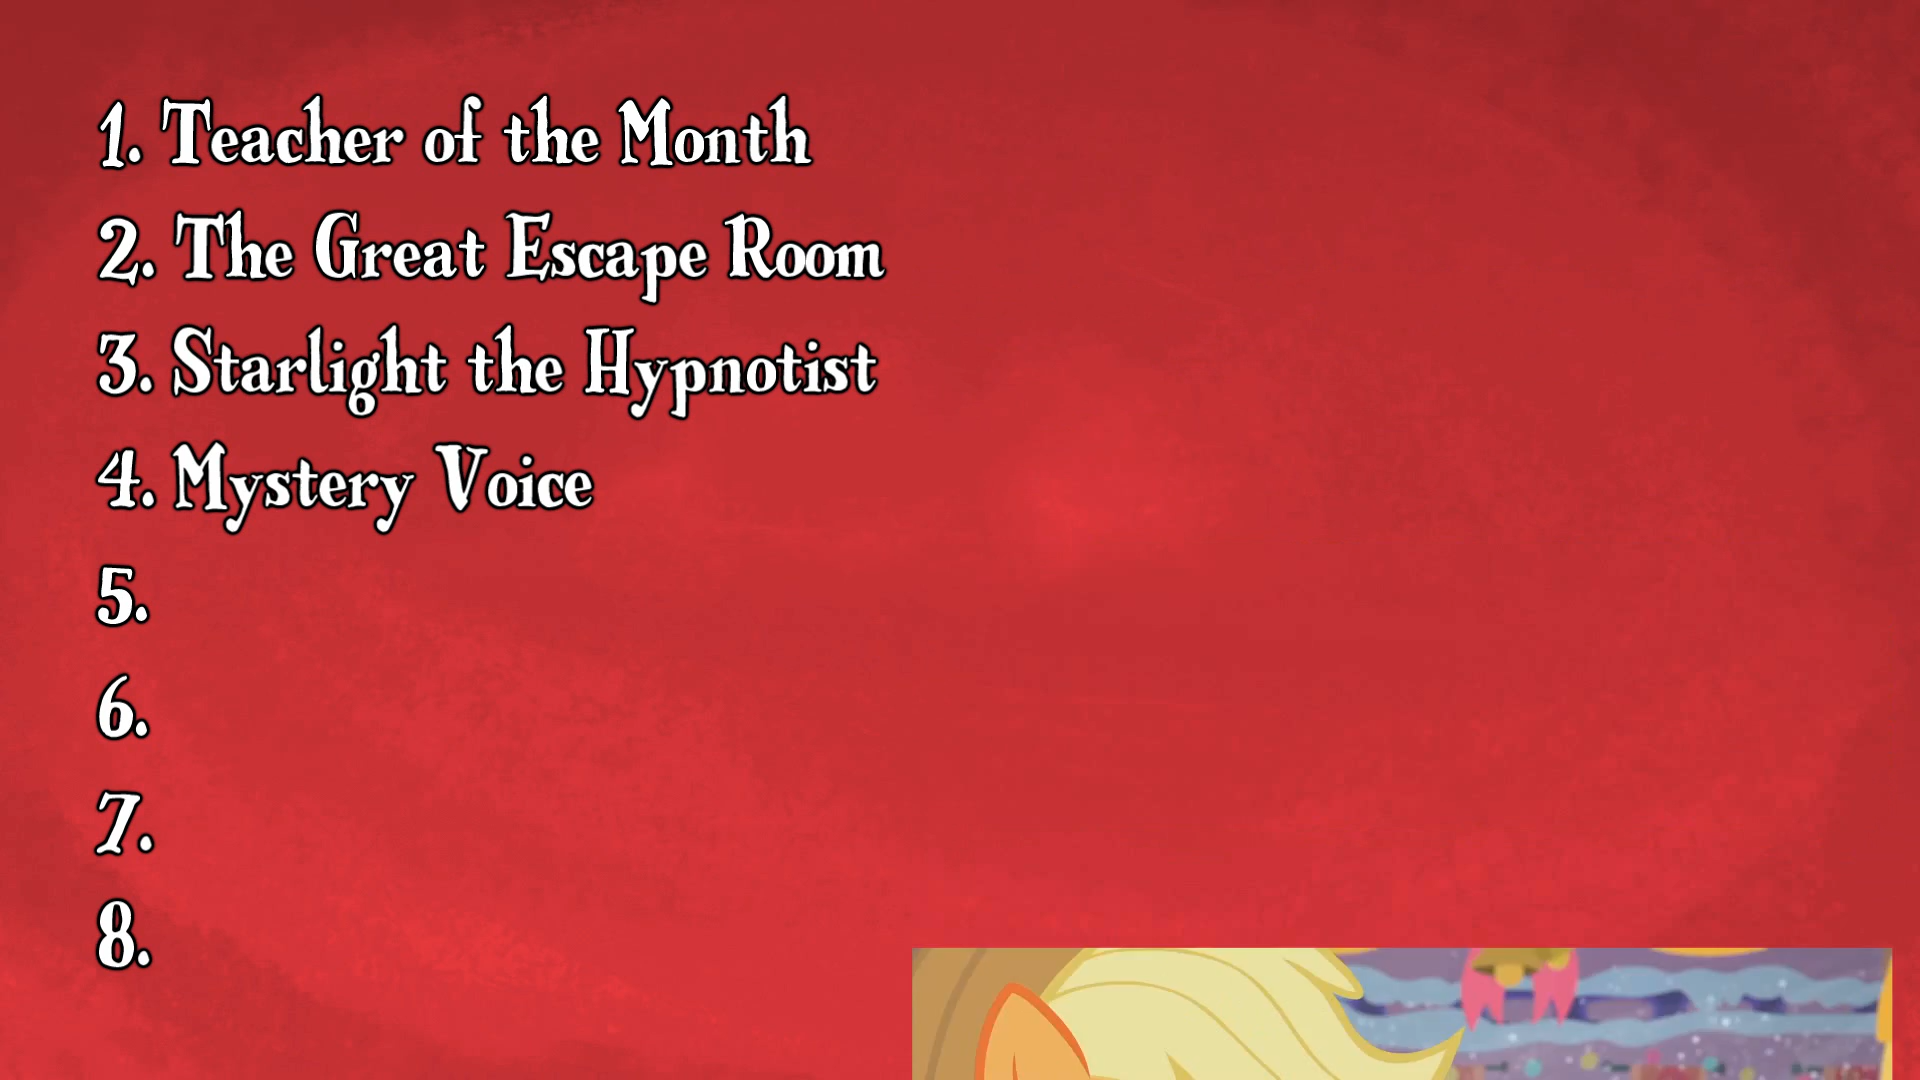 1. Teacher of the Month
2. The Great Escape Room
3. Starlight the Hypnotist
4. Mystery Voice
5.
6.
7.
8.